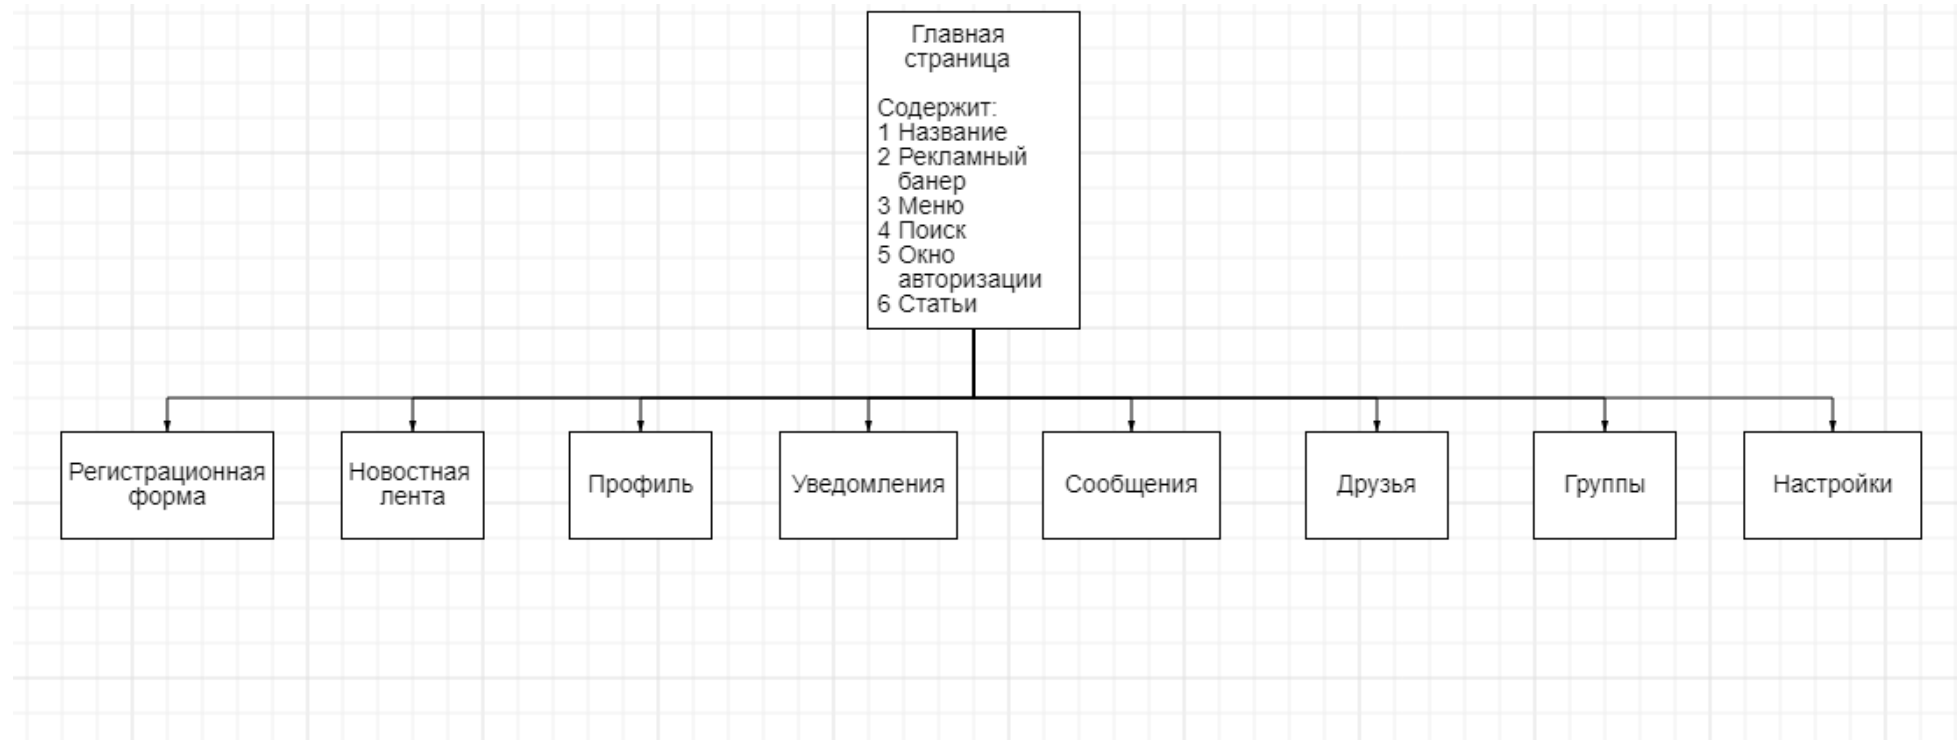 Главная
страница
Содержит:
1 Название
2 Рекламный
банер
3 Меню
4 Поиск
5 Окно
авторизации
6 Статьи
Регистрационная
форма
Новостная
лента
Профиль
Уведомления
Сообщения
Друзья
Группы
Настройки